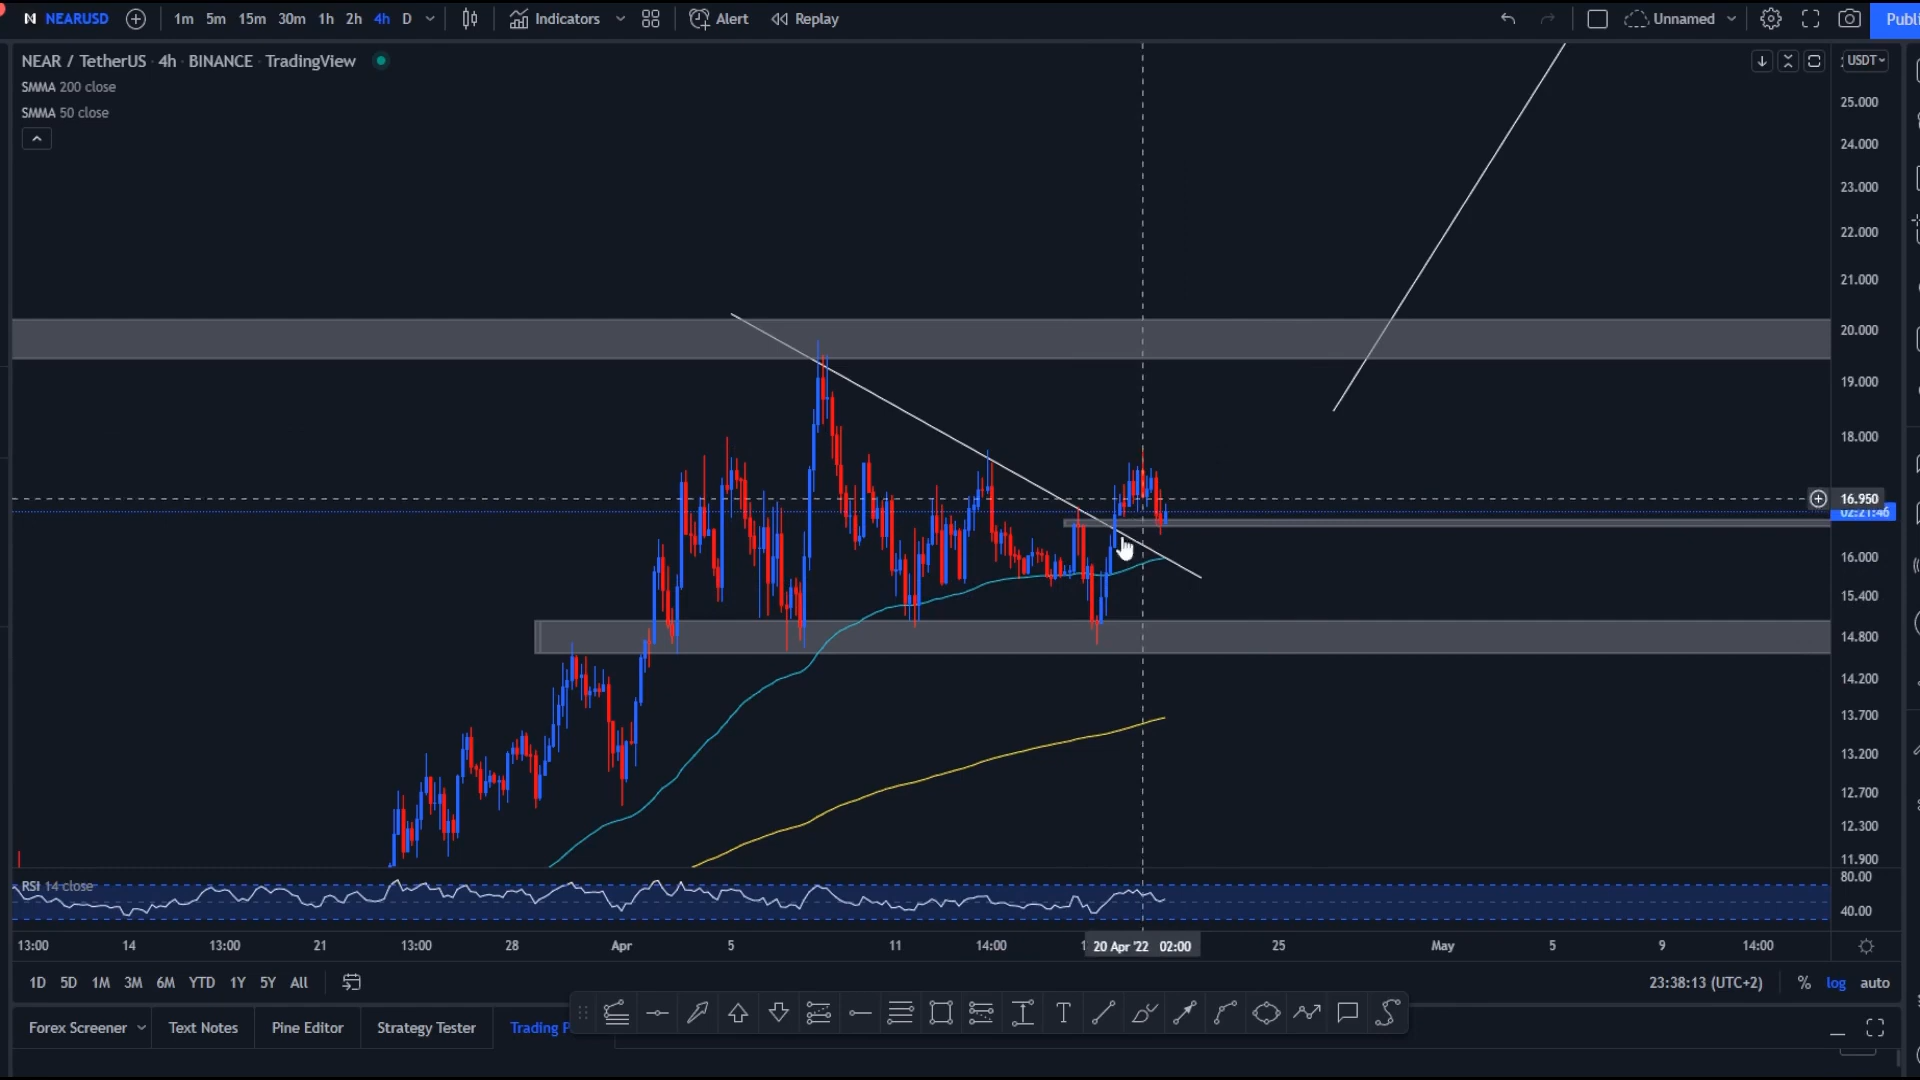 NEARUSD 1m 5m 15m 30m 1h 2h 4h D Indicators Alert Replay Unnamed
NEAR / TetherUS · 4h · BINANCE · TradingView
USDT
SMMA 200 close
SMMA 50 close
25.000
24.000
23.000
22.000
21.000
20.000
19.000
18.000
16.950
02:21:46
16.000
15.400
14.800
14.200
13.700
13.200
12.700
12.300
11.900
RSI 14 close
80.00
40.00
13:00 14 13:00 21 13:00 28 Apr 5 11 14:00 20 Apr '22 02:00 25 May 5 9 14:00
1D 5D 1M 3M 6M YTD 1Y 5Y All 23:38:13 (UTC+2) % log auto
Forex Screener Text Notes Pine Editor Strategy Tester Trading P